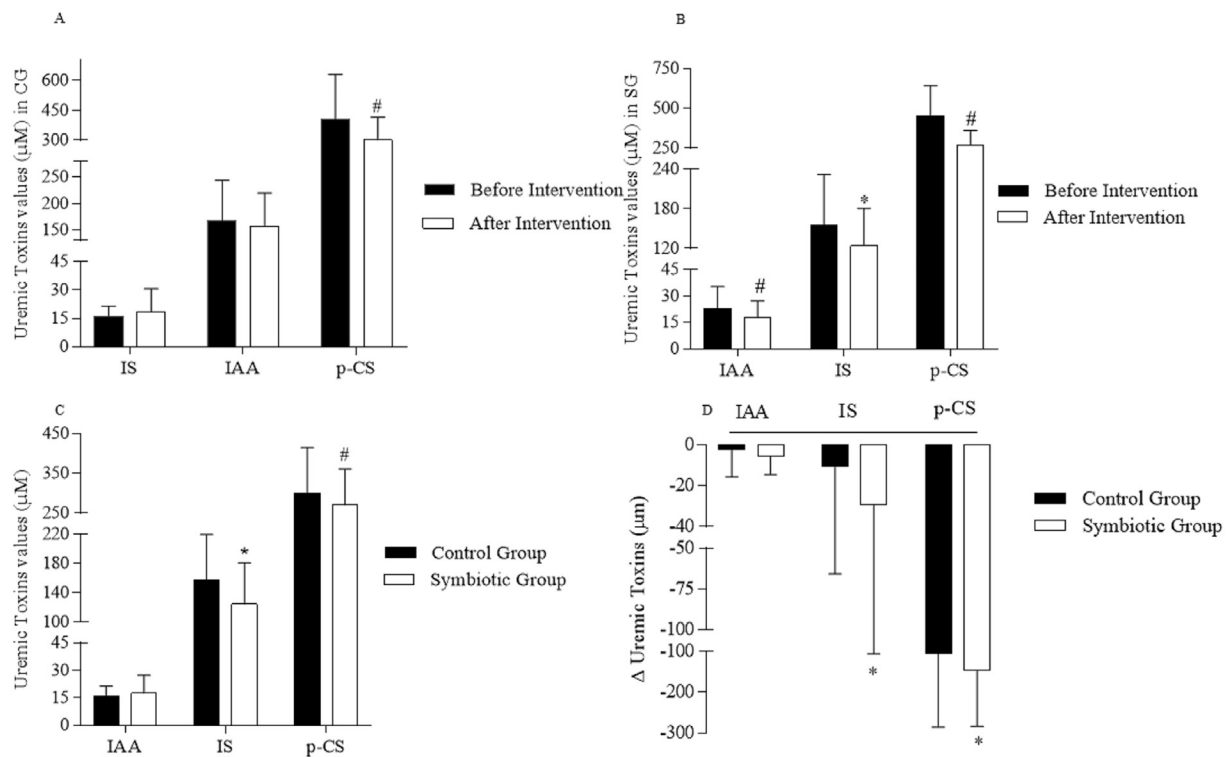 A
Uremic Toxins values (μM) in CG
600
450
300
250
200
150
45
30
15
0
#
IS
IAA
p-CS
Before Intervention
After Intervention
B
Uremic Toxins values (μM) in SG
750
500
250
240
180
120
45
30
15
0
#
*
#
IAA
IS
p-CS
Before Intervention
After Intervention
C
Uremic Toxins values (μM)
450
350
250
220
180
140
100
45
30
15
0
*
#
IAA
IS
p-CS
Control Group
Symbiotic Group
D
IAA
IS
p-CS
Δ Uremic Toxins (μm)
0
-20
-40
-50
-75
-100
-100
-200
-300
*
*
Control Group
Symbiotic Group